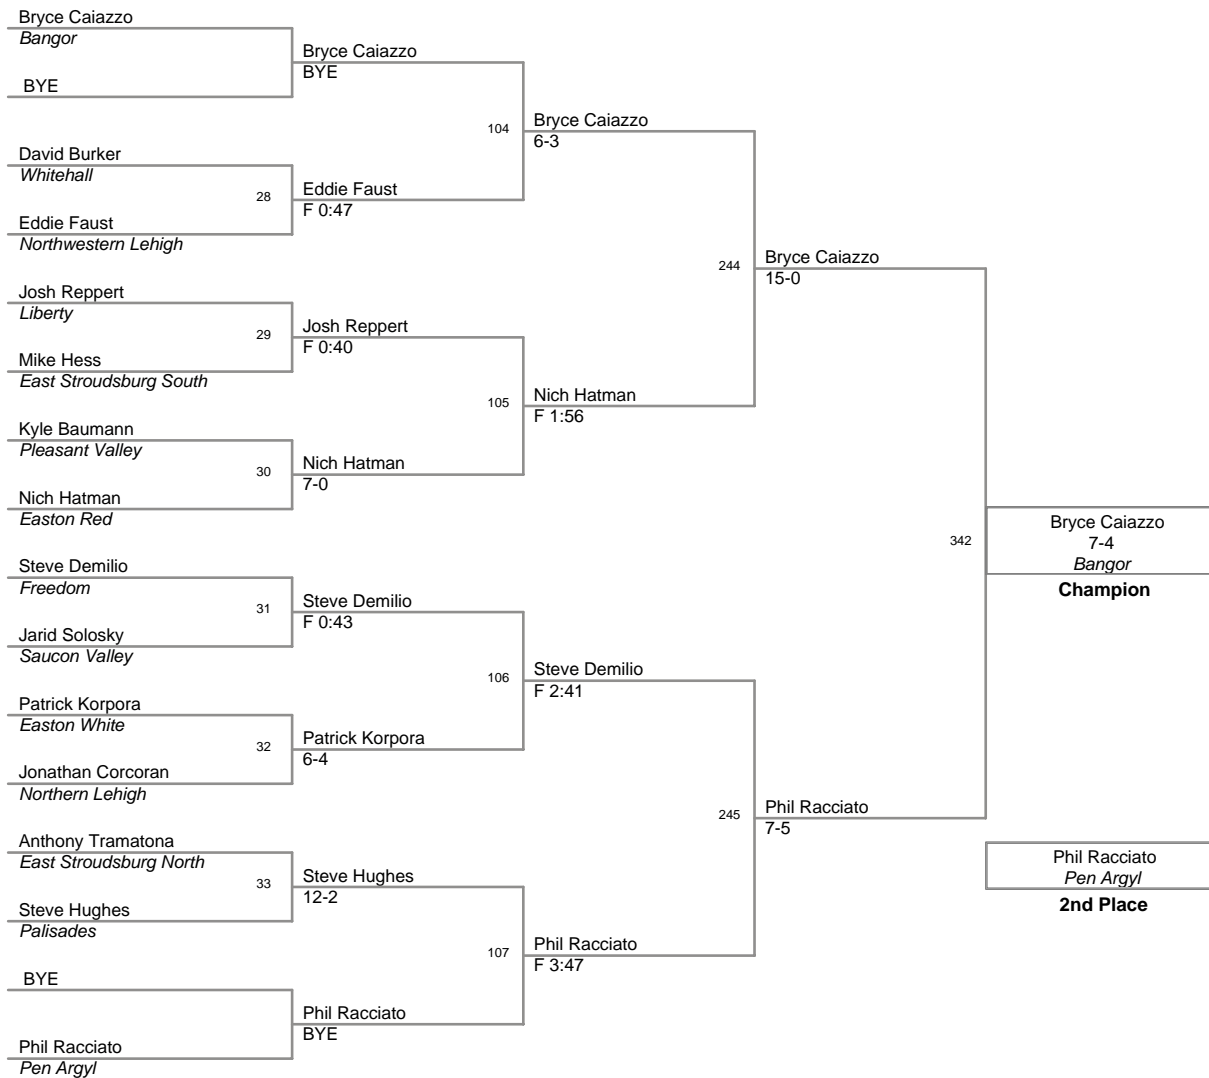 Bryce Caiazzo
Bangor
BYE
David Burker
Whitehall
28
Eddie Faust
Northwestern Lehigh
Josh Reppert
Liberty
29
Mike Hess
East Stroudsburg South
Kyle Baumann
Pleasant Valley
30
Nich Hatman
Easton Red
Steve Demilio
Freedom
31
Jarid Solosky
Saucon Valley
Patrick Korpora
Easton White
32
Jonathan Corcoran
Northern Lehigh
Anthony Tramatona
East Stroudsburg North
33
Steve Hughes
Palisades
BYE
Phil Racciato
Pen Argyl
Bryce Caiazzo
BYE
104
Eddie Faust
F 0:47
Josh Reppert
F 0:40
105
Nich Hatman
7-0
Steve Demilio
F 0:43
106
Patrick Korpora
6-4
Steve Hughes
12-2
107
Phil Racciato
BYE
Bryce Caiazzo
6-3
244
Nich Hatman
F 1:56
Steve Demilio
F 2:41
245
Phil Racciato
F 3:47
Bryce Caiazzo
15-0
342
Phil Racciato
7-5
Bryce Caiazzo
7-4
Bangor
Champion
Phil Racciato
Pen Argyl
2nd Place